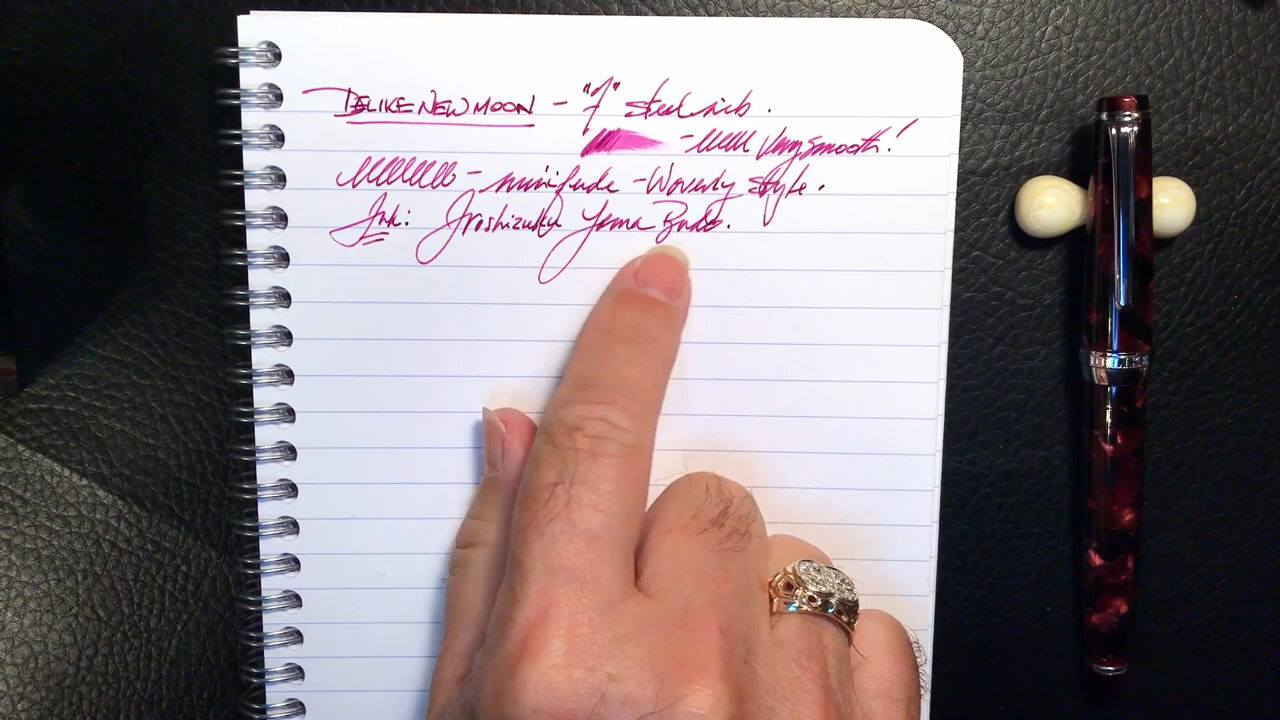 DELIKE NEW MOON - "f" steel nib.
- Very smooth!
- minifude - Waverly style.
Ink: Iroshizuku Yama Budo.